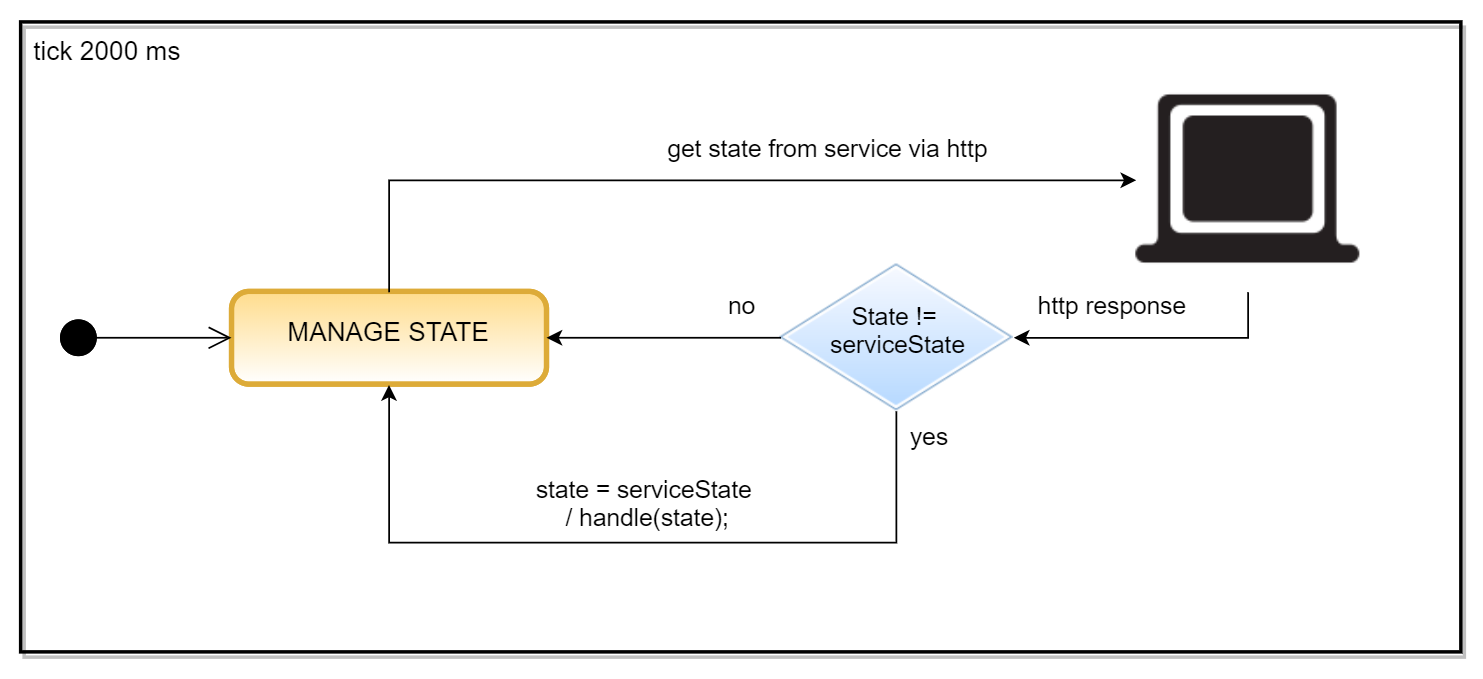 tick 2000 ms
get state from service via http
http response
no
State !=
serviceState
MANAGE STATE
yes
state = serviceState
/ handle(state);